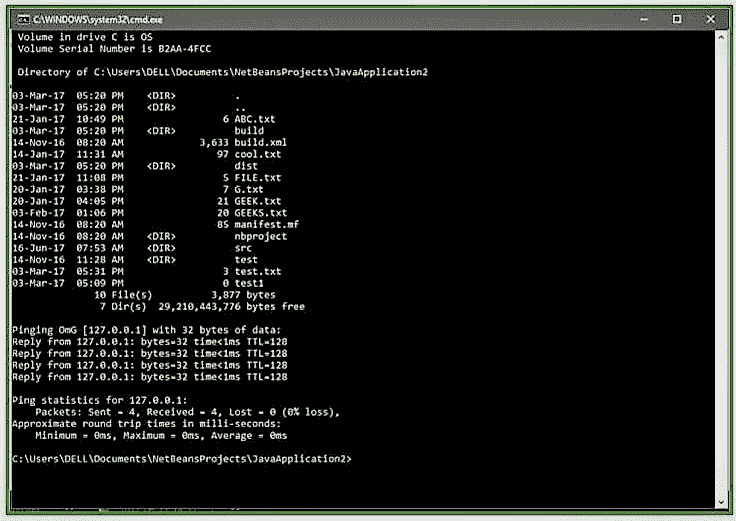 C:\WINDOWS\system32\cmd.exe
Volume in drive C is OS
Volume Serial Number is B2AA-4FCC
Directory of C:\Users\DELL\Documents\NetBeansProjects\JavaApplication2
03-Mar-17 05:20 PM <DIR> .
03-Mar-17 05:20 PM <DIR> ..
21-Jan-17 10:49 PM 6 ABC.txt
03-Mar-17 05:20 PM <DIR> build
14-Nov-16 08:20 AM 3,633 build.xml
14-Jan-17 11:31 AM 97 cool.txt
03-Mar-17 05:20 PM <DIR> dist
21-Jan-17 11:08 PM 5 FILE.txt
20-Jan-17 03:38 PM 7 G.txt
20-Jan-17 04:05 PM 21 GEEK.txt
03-Feb-17 01:06 PM 20 GEEKS.txt
14-Nov-16 08:20 AM 85 manifest.mf
14-Nov-16 08:20 AM <DIR> nbproject
16-Jun-17 07:53 AM <DIR> src
14-Nov-16 11:28 AM <DIR> test
03-Mar-17 05:31 PM 3 test.txt
03-Mar-17 05:09 PM 0 test1
10 File(s) 3,877 bytes
7 Dir(s) 29,210,443,776 bytes free
Pinging OmG [127.0.0.1] with 32 bytes of data:
Reply from 127.0.0.1: bytes=32 time<1ms TTL=128
Reply from 127.0.0.1: bytes=32 time<1ms TTL=128
Reply from 127.0.0.1: bytes=32 time<1ms TTL=128
Reply from 127.0.0.1: bytes=32 time<1ms TTL=128
Ping statistics for 127.0.0.1:
Packets: Sent = 4, Received = 4, Lost = 0 (0% loss),
Approximate round trip times in milli-seconds:
Minimum = 0ms, Maximum = 0ms, Average = 0ms
C:\Users\DELL\Documents\NetBeansProjects\JavaApplication2>